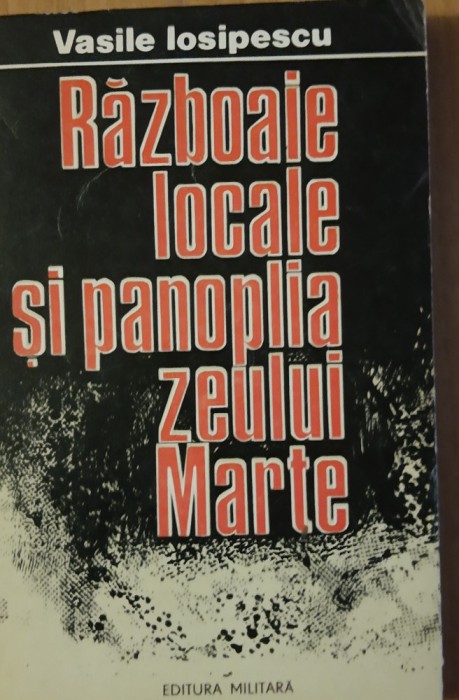 Vasile Iosipescu
Războaie
locale
și panoplia
zeului
Marte
EDITURA MILITARĂ